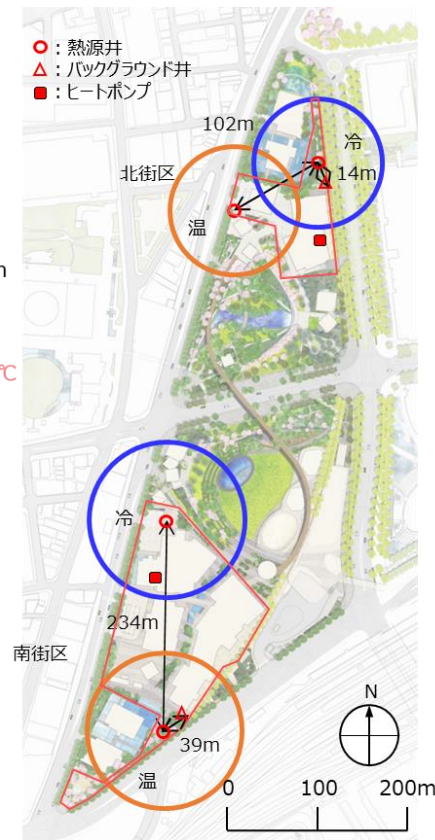 ：熱源井
：バックグラウンド井
：ヒートポンプ
102m
冷
北街区
14m
温
m
℃
冷
234m
南街区
39m
温
N
0 100 200m